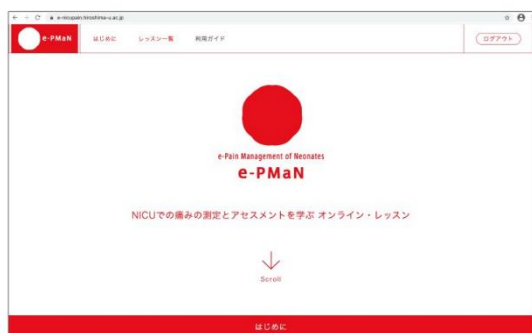 e-nicupain.hiroshima-u.ac.jp
e-PMaN はじめに レッスン一覧 利用ガイド ログアウト
e-Pain Management of Neonates
e-PMaN
NICUでの痛みの測定とアセスメントを学ぶ オンライン・レッスン
Scroll
はじめに